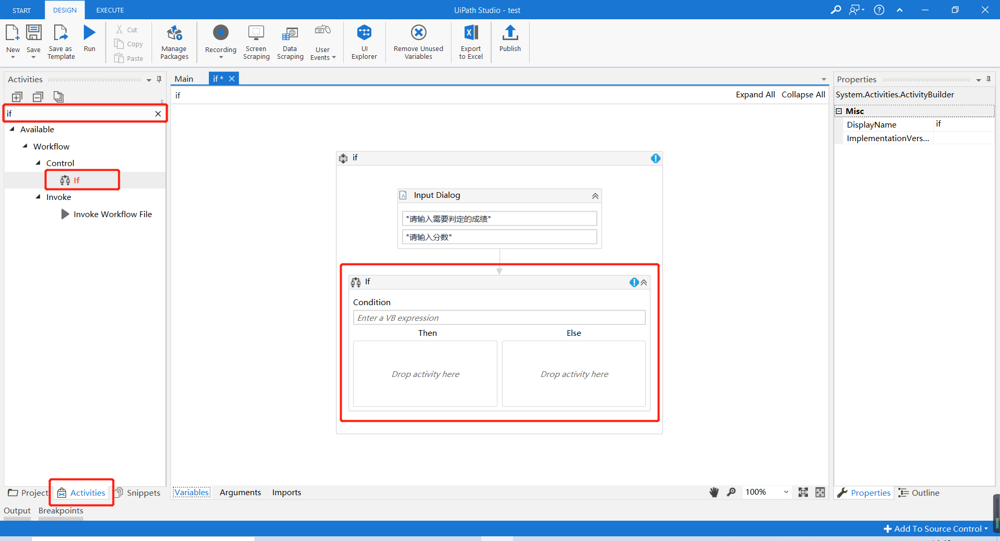 START DESIGN EXECUTE UiPath Studio - test
New Save Save as Template Run
Cut
Copy
Paste
Manage Packages Recording Screen Scraping Data Scraping User Events UI Explorer Remove Unused Variables Export to Excel Publish
Activities
if
Available
Workflow
Control
If
Invoke
Invoke Workflow File
Main if *
if Expand All Collapse All
if
Input Dialog
"请输入需要判定的成绩"
"请输入分数"
If
Condition
Enter a VB expression
Then Else
Drop activity here Drop activity here
Properties
System.Activities.ActivityBuilder
Misc
DisplayName if
ImplementationVers...
Project Activities Snippets
Variables Arguments Imports 100%
Properties Outline
Output Breakpoints
Add To Source Control